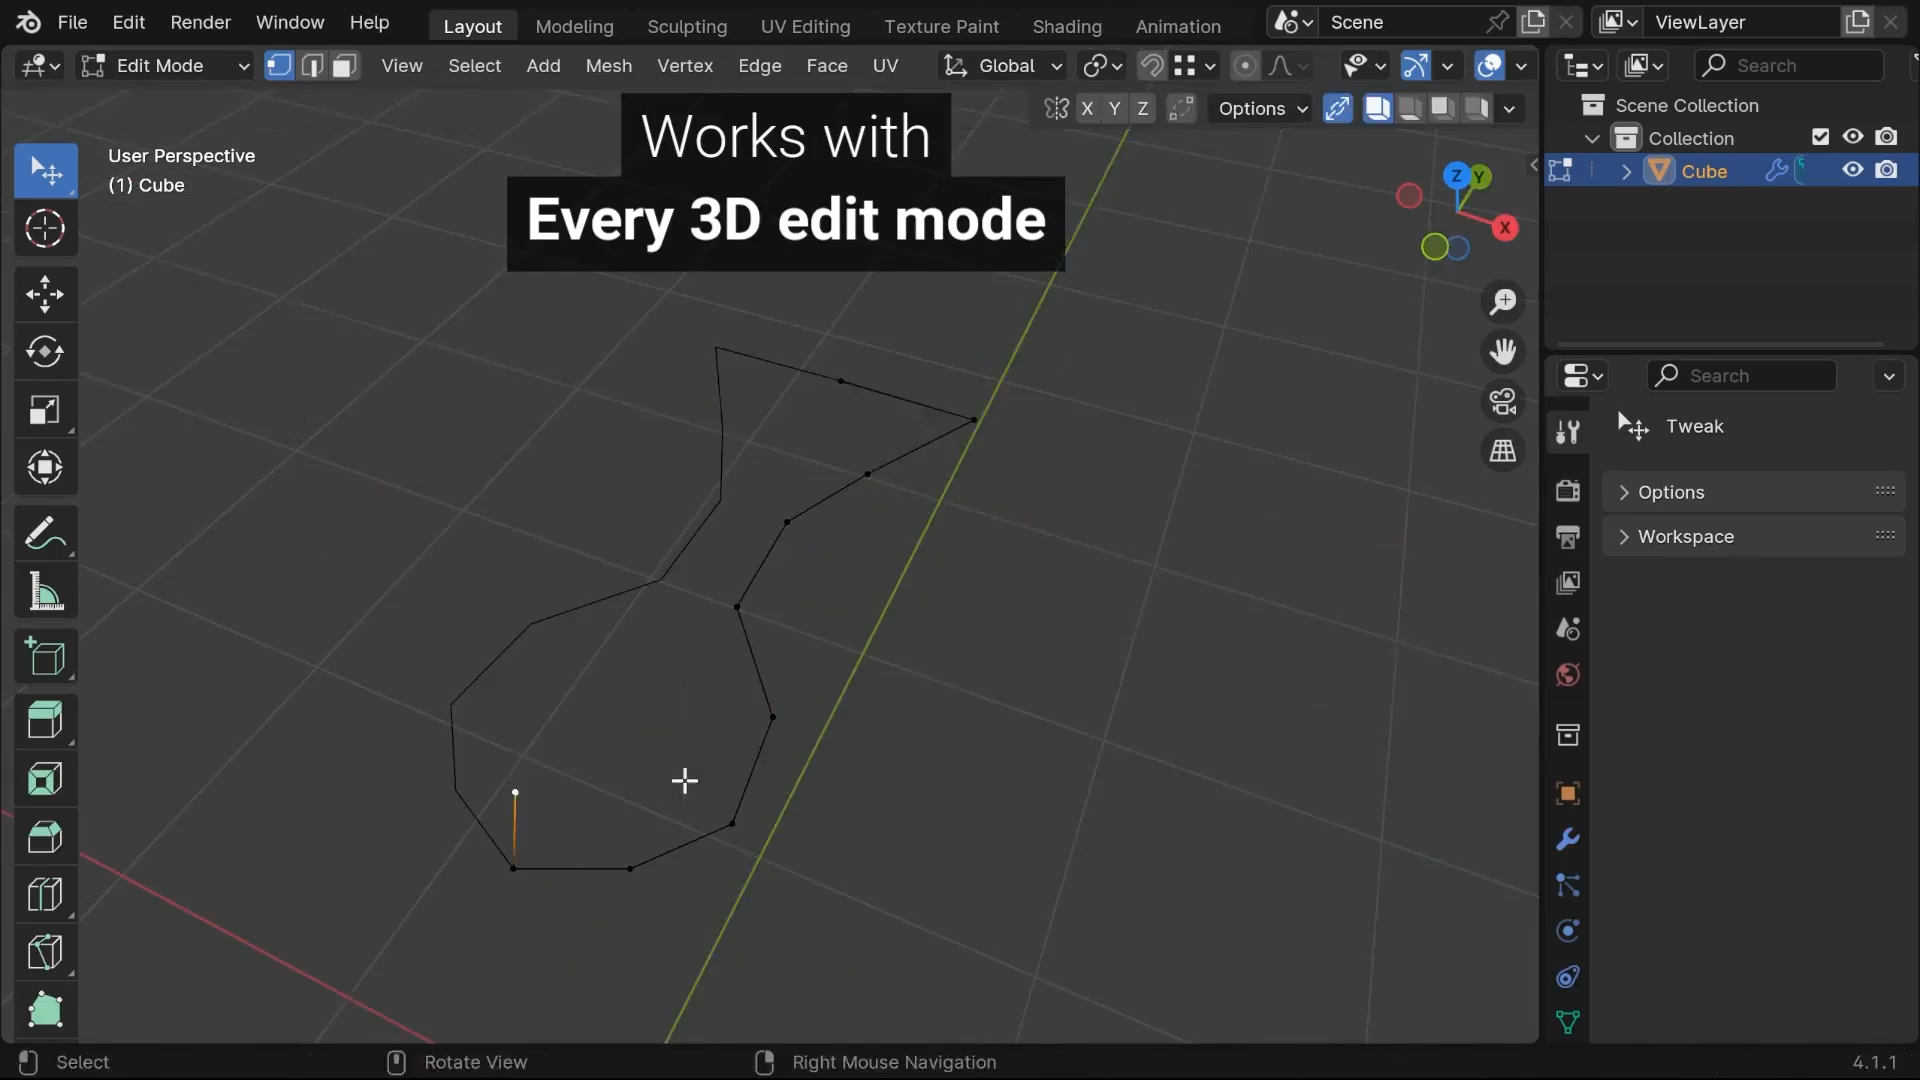 File Edit Render Window Help Layout Modeling Sculpting UV Editing Texture Paint Shading Animation Scene ViewLayer
Edit Mode View Select Add Mesh Vertex Edge Face UV Global Search
X Y Z Options
User Perspective
(1) Cube
Works with
Every 3D edit mode
Z Y
X
Scene Collection
Collection
Cube
Search
Tweak
Options
Workspace
Select Rotate View Right Mouse Navigation 4.1.1